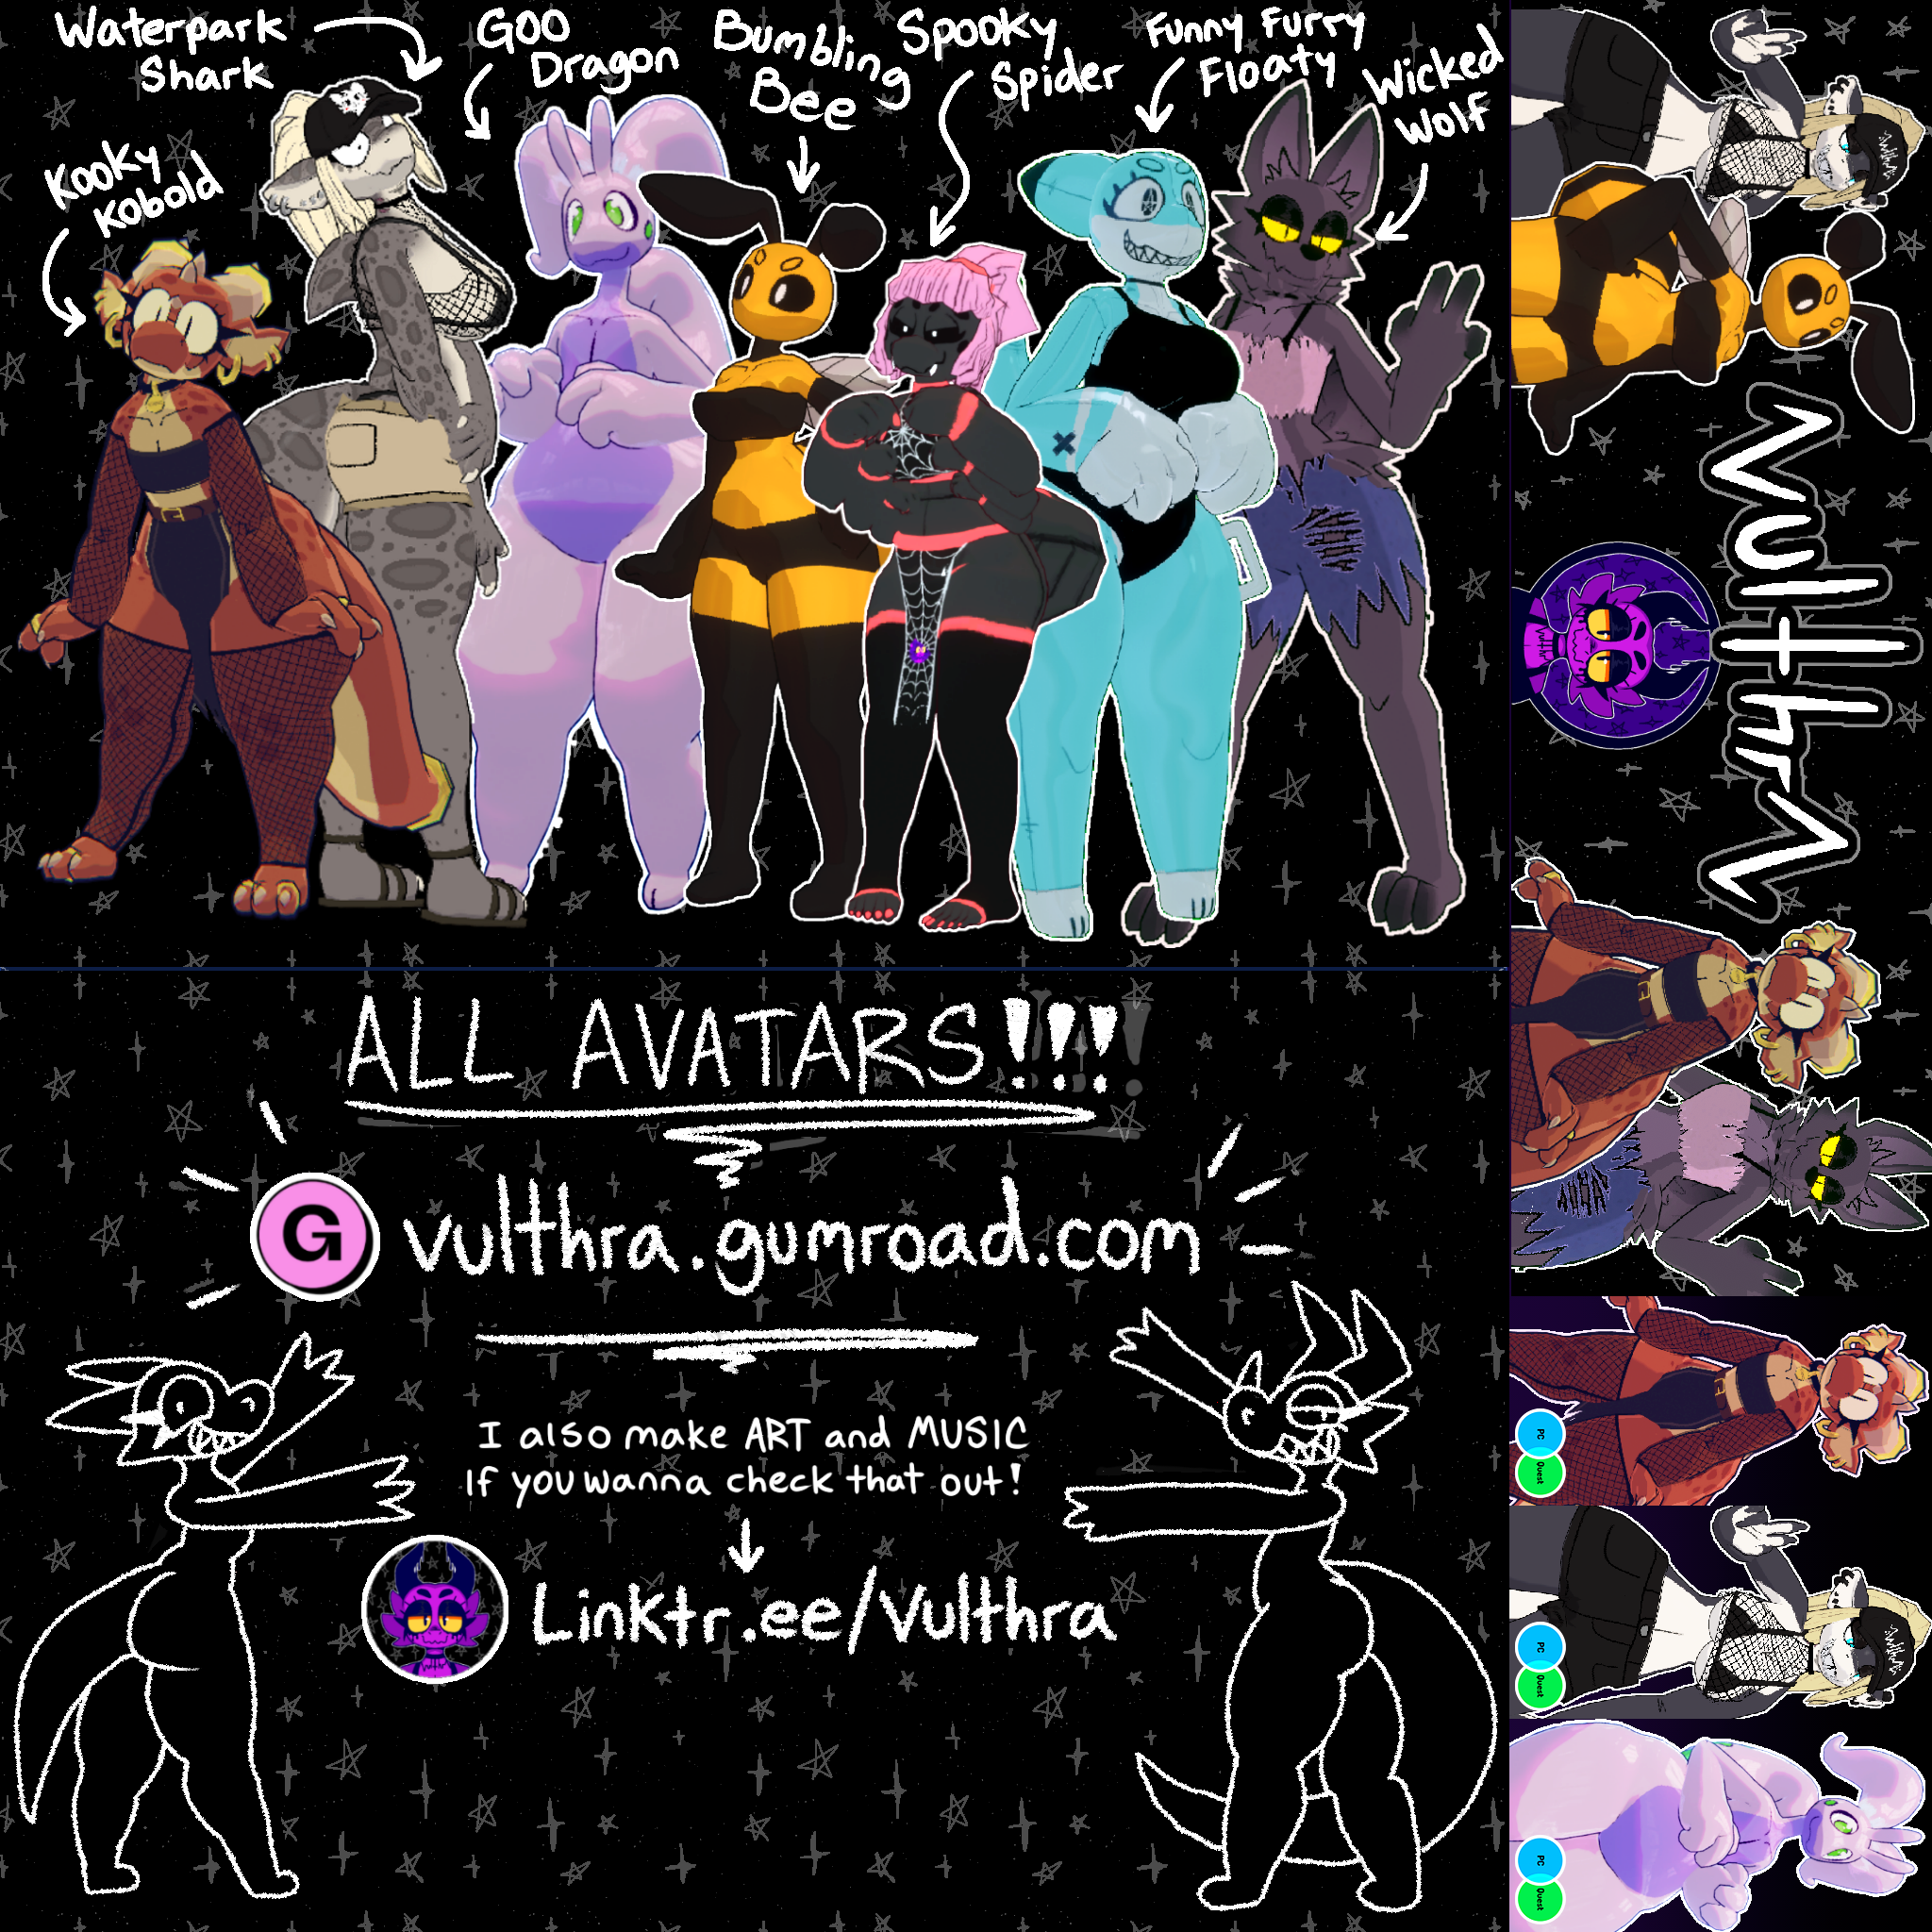 Waterpark
Shark
Goo
Dragon
Bumbling
Bee
Spooky
Spider
Funny Furry
Floaty
Wicked
Wolf
Kooky
Kobold
ALL AVATARS!!!
G vulthra.gumroad.com
I also make ART and MUSIC
If you wanna check that out!
Linktr.ee/Vulthra
Vulthra
PC
Quest
PC
Quest
PC
Quest